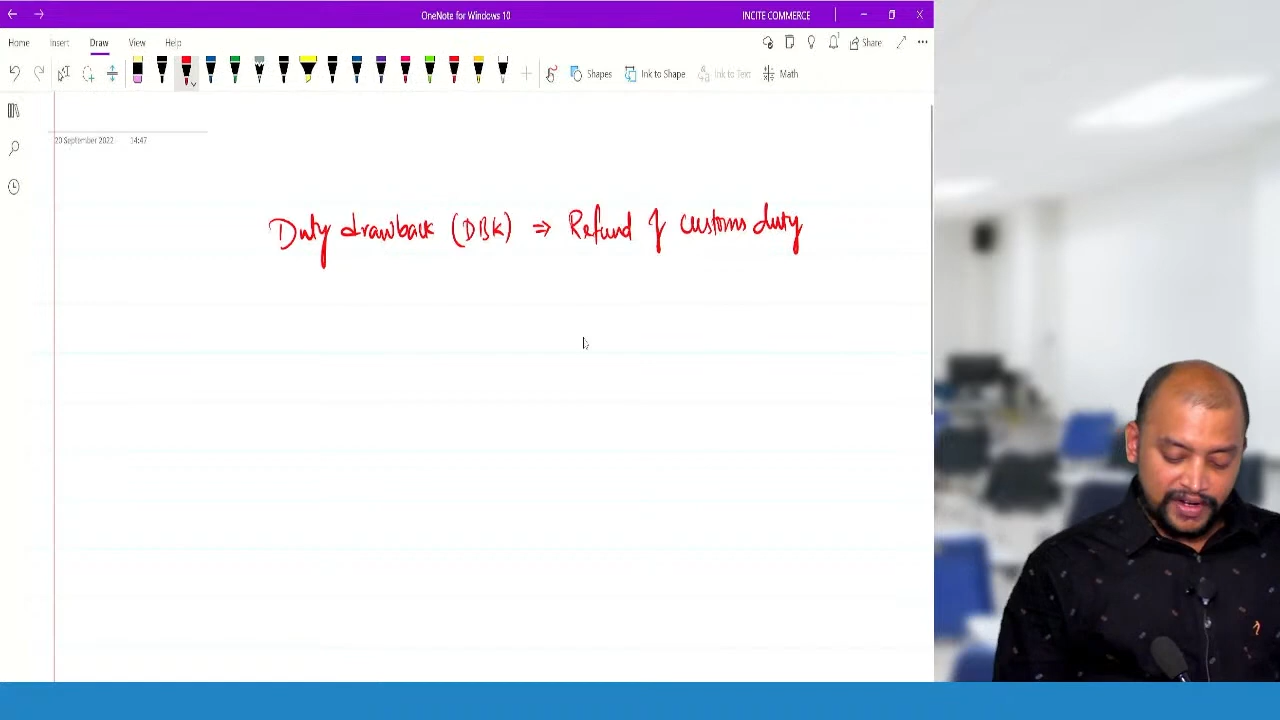 OneNote for Windows 10
INCITE COMMERCE
Home Insert Draw View Help
Share
Shapes Ink to Shape Ink to Text Math
20 September 2022 14:47
Duty drawback (DBK) ⇒ Refund of customs duty